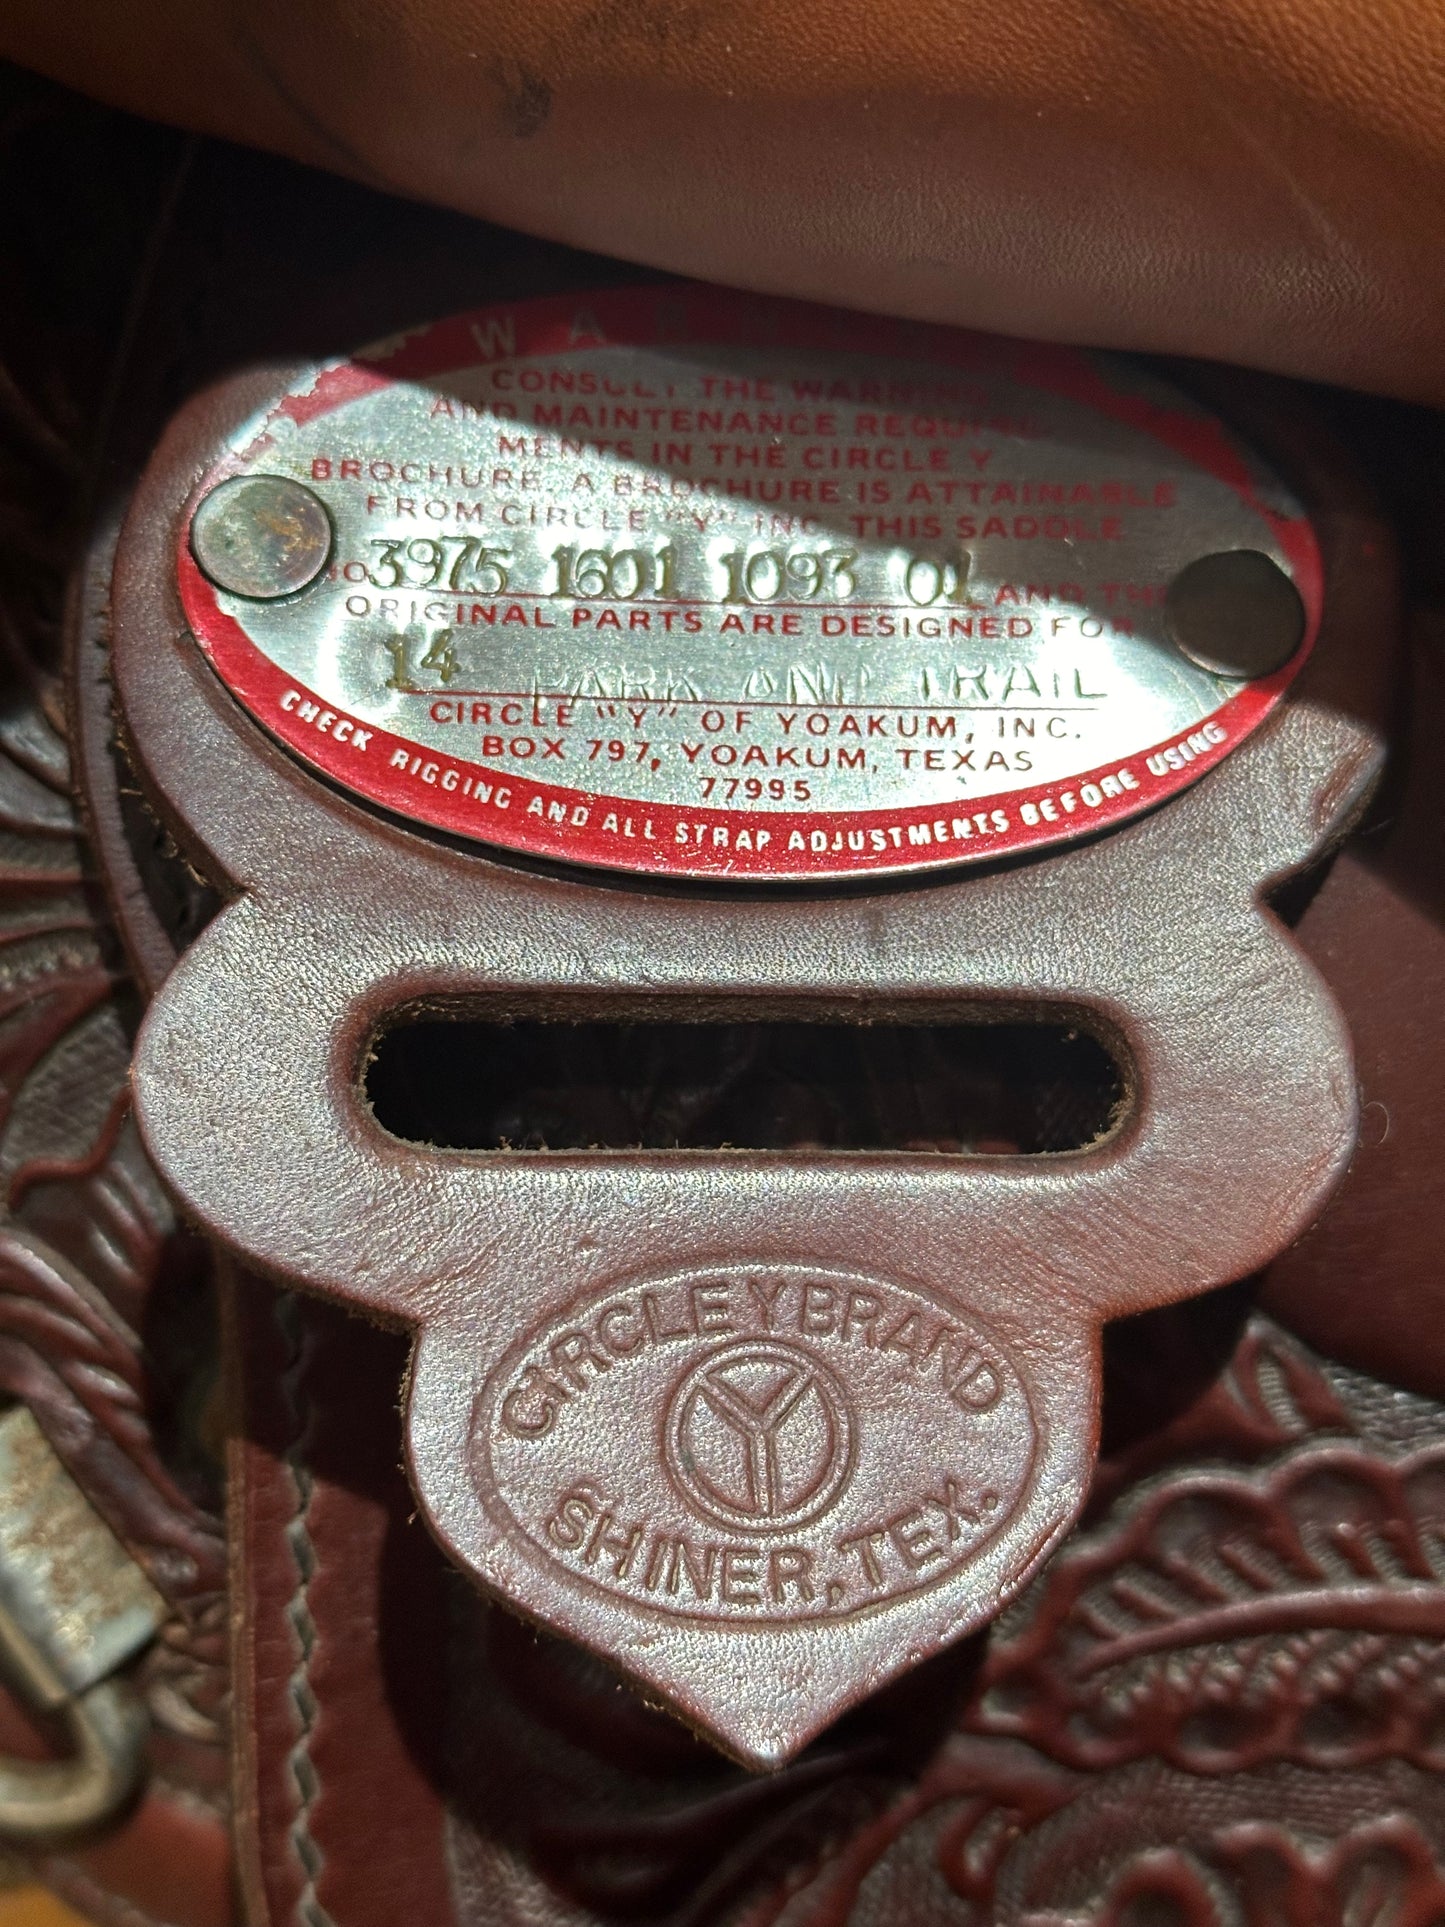 WARNING
CONSULT THE WARNING
AND MAINTENANCE REQUIRE-
MENTS IN THE CIRCLE Y
BROCHURE. A BROCHURE IS ATTAINABLE
FROM CIRCLE "Y" INC. THIS SADDLE
NO. 3975 1601 1093 01 AND THE
ORIGINAL PARTS ARE DESIGNED FOR
14 PARK AND TRAIL
CIRCLE "Y" OF YOAKUM, INC.
BOX 797, YOAKUM, TEXAS
77995
CHECK RIGGING AND ALL STRAP ADJUSTMENTS BEFORE USING
CIRCLE Y BRAND
Y
SHINER, TEX.